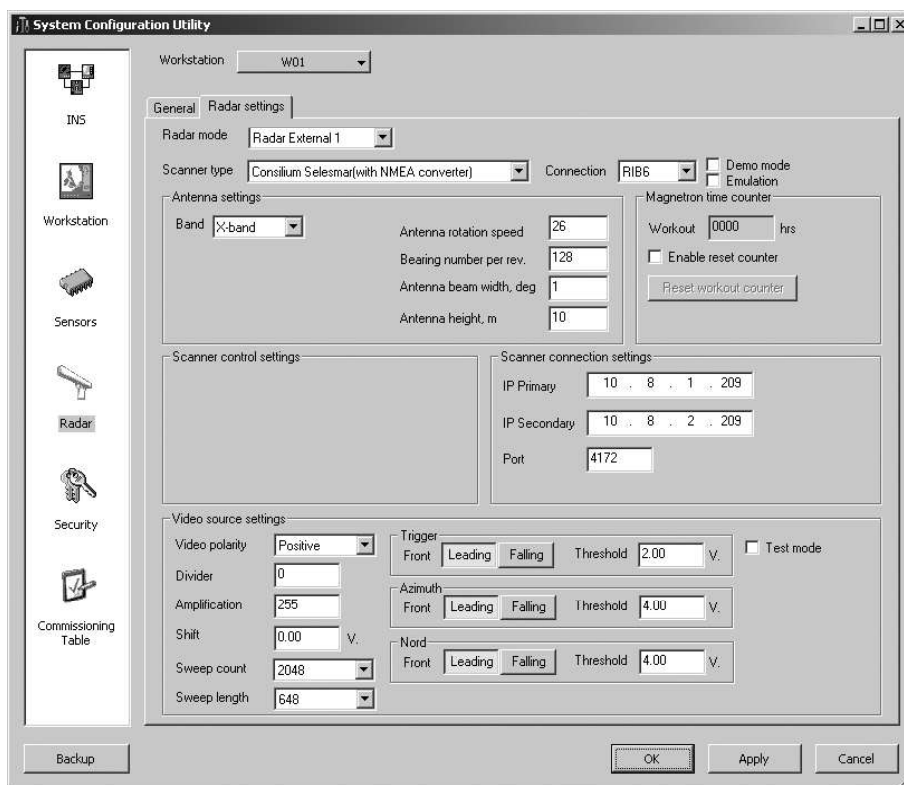 System Configuration Utility
Workstation W01
INS
Workstation
Sensors
Radar
Security
Commissioning
Table
General Radar settings
Radar mode Radar External 1
Scanner type Consilium Selesmar(with NMEA converter) Connection RIB6 Demo mode
Emulation
Antenna settings
Band X-band
Antenna rotation speed 26
Bearing number per rev. 128
Antenna beam width, deg 1
Antenna height, m 10
Magnetron time counter
Workout 0000 hrs
Enable reset counter
Reset workout counter
Scanner control settings
Scanner connection settings
IP Primary 10 . 8 . 1 . 209
IP Secondary 10 . 8 . 2 . 209
Port 4172
Video source settings
Video polarity Positive
Divider 0
Amplification 255
Shift 0.00 V.
Sweep count 2048
Sweep length 648
Trigger
Front Leading Falling Threshold 2.00 V.
Azimuth
Front Leading Falling Threshold 4.00 V.
Nord
Front Leading Falling Threshold 4.00 V.
Test mode
Backup OK Apply Cancel